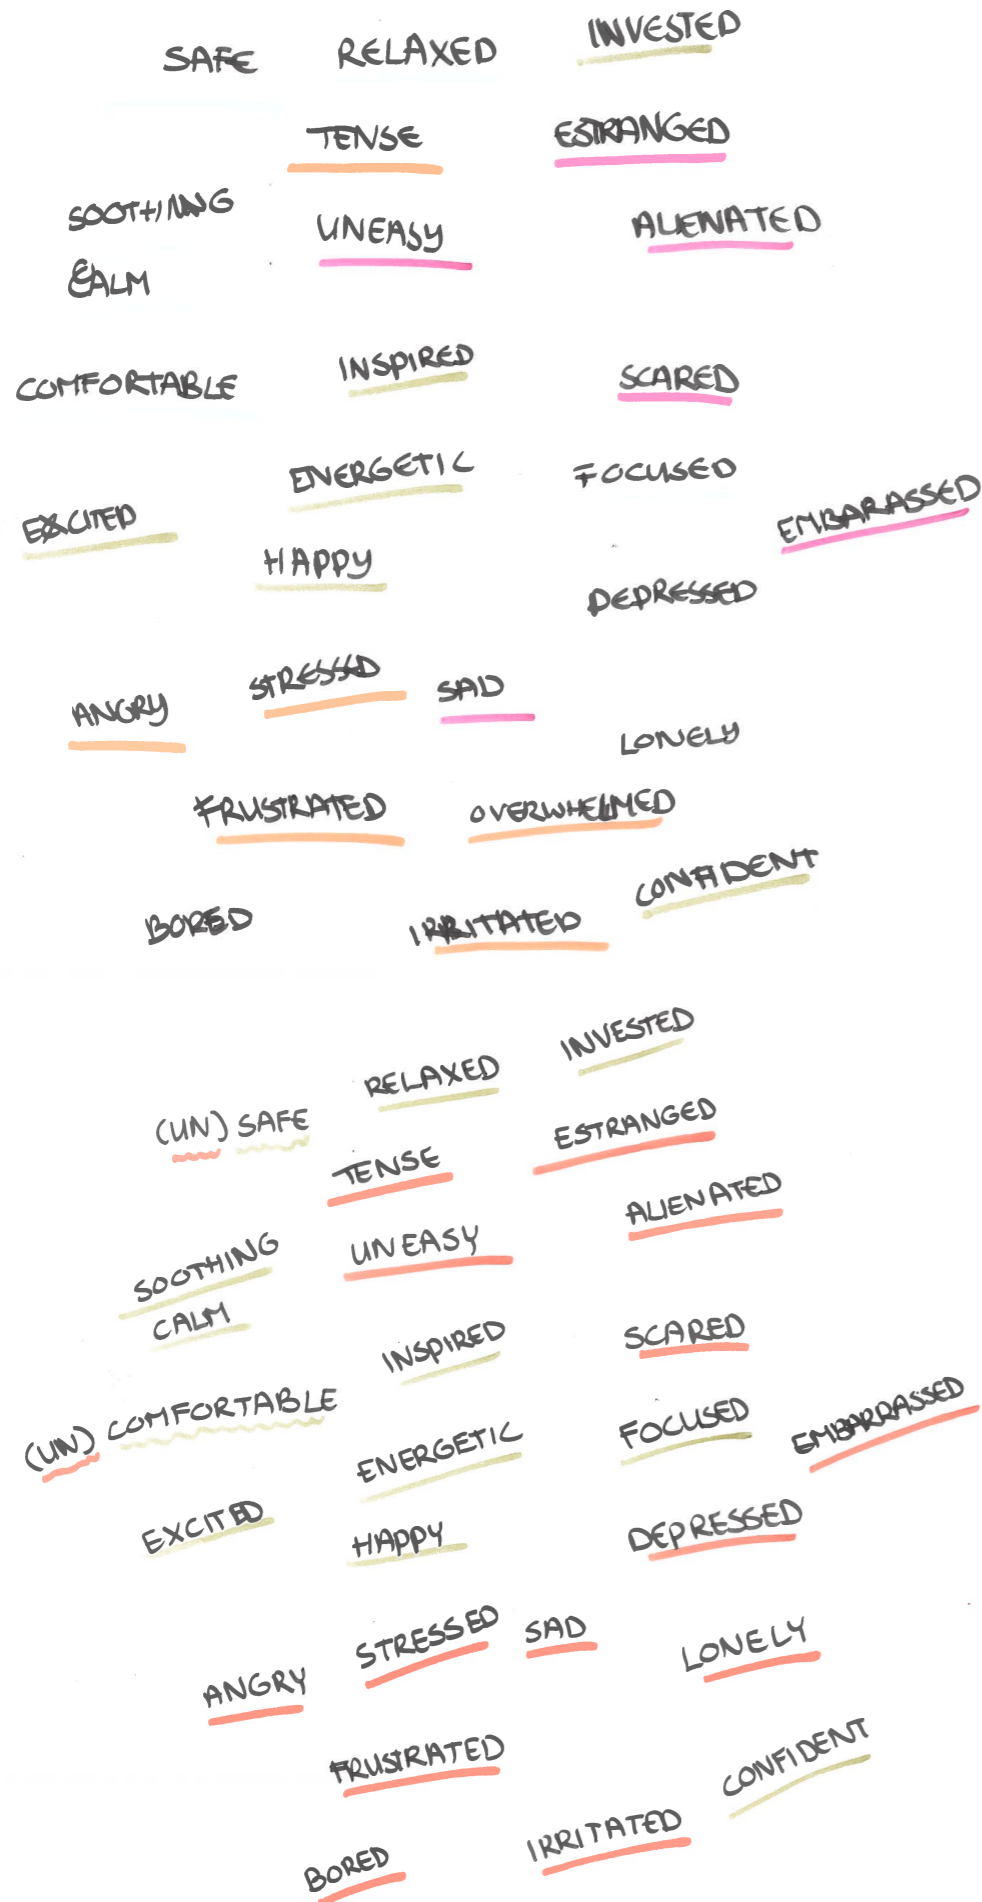 SAFE RELAXED INVESTED
TENSE ESTRANGED
SOOTHING UNEASY ALIENATED
CALM
COMFORTABLE INSPIRED SCARED
EXCITED ENERGETIC FOCUSED EMBARASSED
HAPPY DEPRESSED
ANGRY STRESSED SAD
LONELY
FRUSTRATED OVERWHELMED
BORED IRRITATED CONFIDENT
RELAXED INVESTED
(UN) SAFE TENSE ESTRANGED
SOOTHING UNEASY ALIENATED
CALM
INSPIRED SCARED
(UN) COMFORTABLE ENERGETIC FOCUSED EMBARRASSED
EXCITED HAPPY DEPRESSED
ANGRY STRESSED SAD LONELY
FRUSTRATED CONFIDENT
BORED IRRITATED